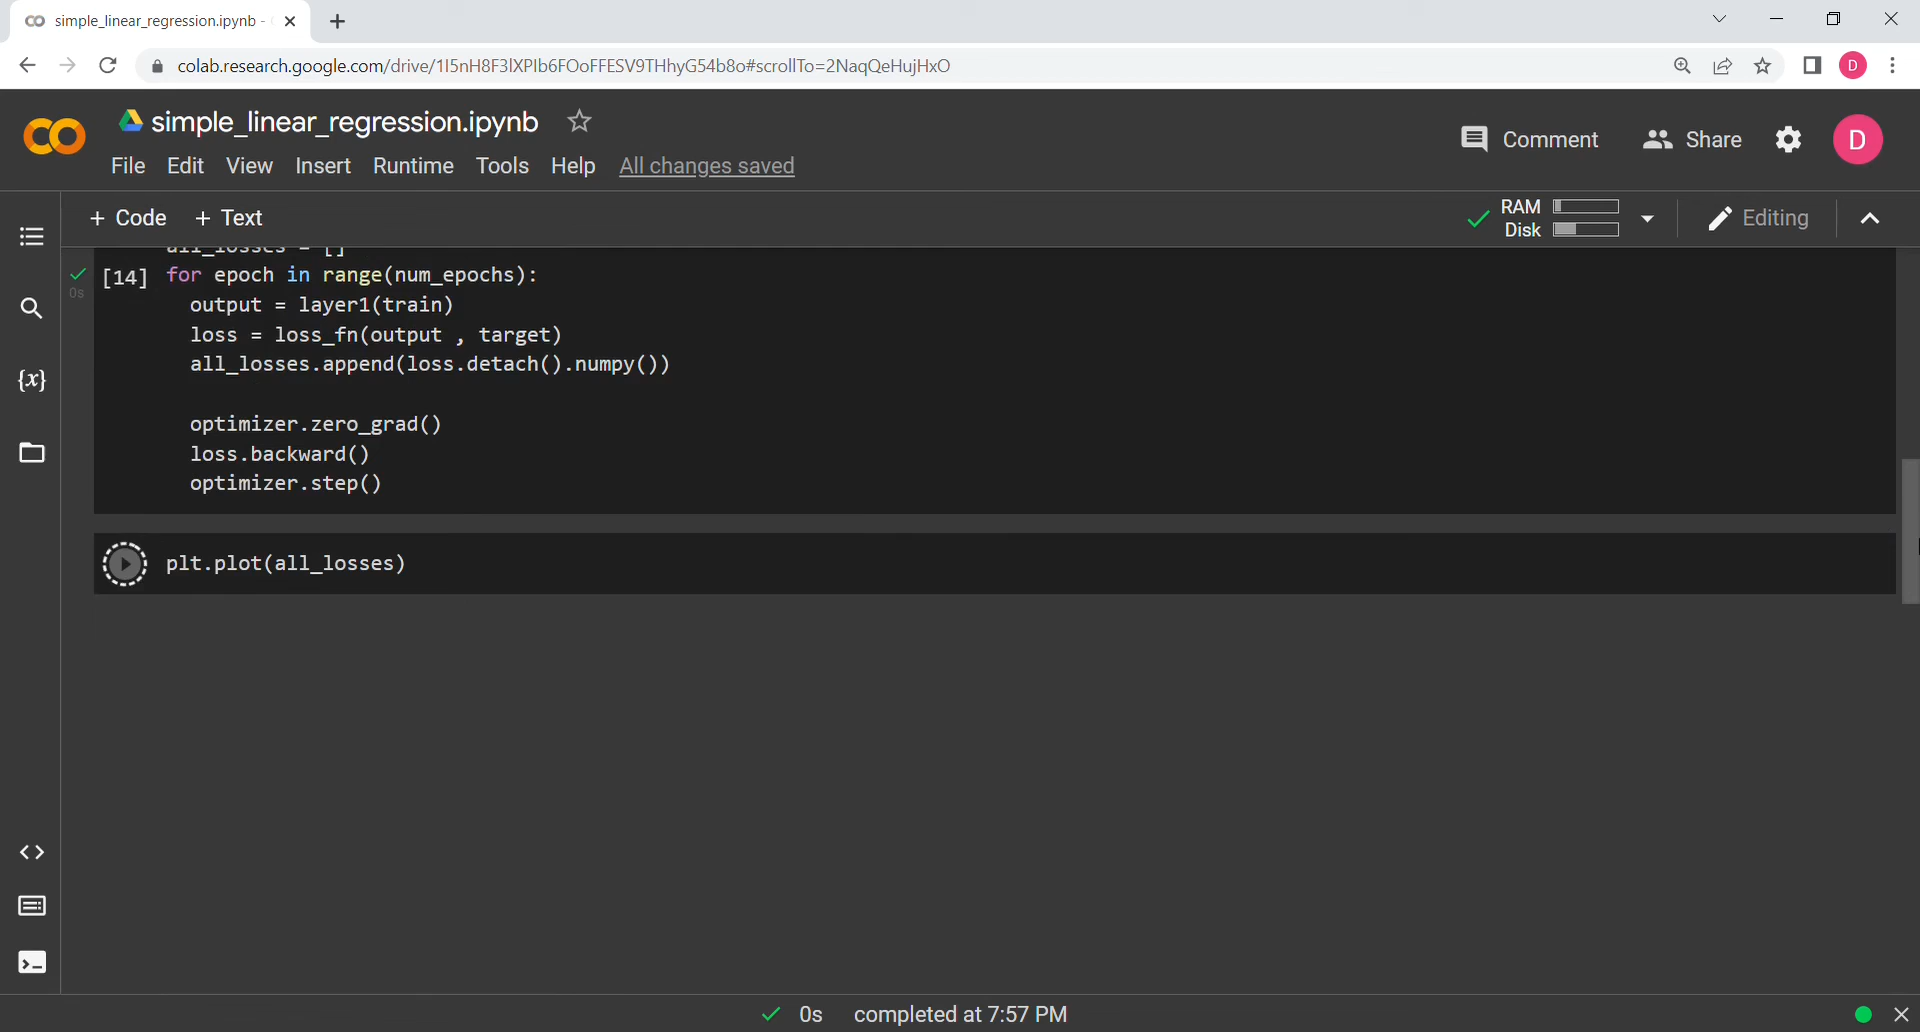 simple_linear_regression.ipynb -
colab.research.google.com/drive/1I5nH8F3IXPIb6FOoFFESV9THhyG54b8o#scrollTo=2NaqQeHujHxO
D
simple_linear_regression.ipynb
File Edit View Insert Runtime Tools Help All changes saved
Comment Share D
+ Code + Text
RAM
Disk
Editing
all_losses = []
[14] for epoch in range(num_epochs):
0s
output = layer1(train)
loss = loss_fn(output , target)
all_losses.append(loss.detach().numpy())
optimizer.zero_grad()
loss.backward()
optimizer.step()
{x}
plt.plot(all_losses)
0s completed at 7:57 PM